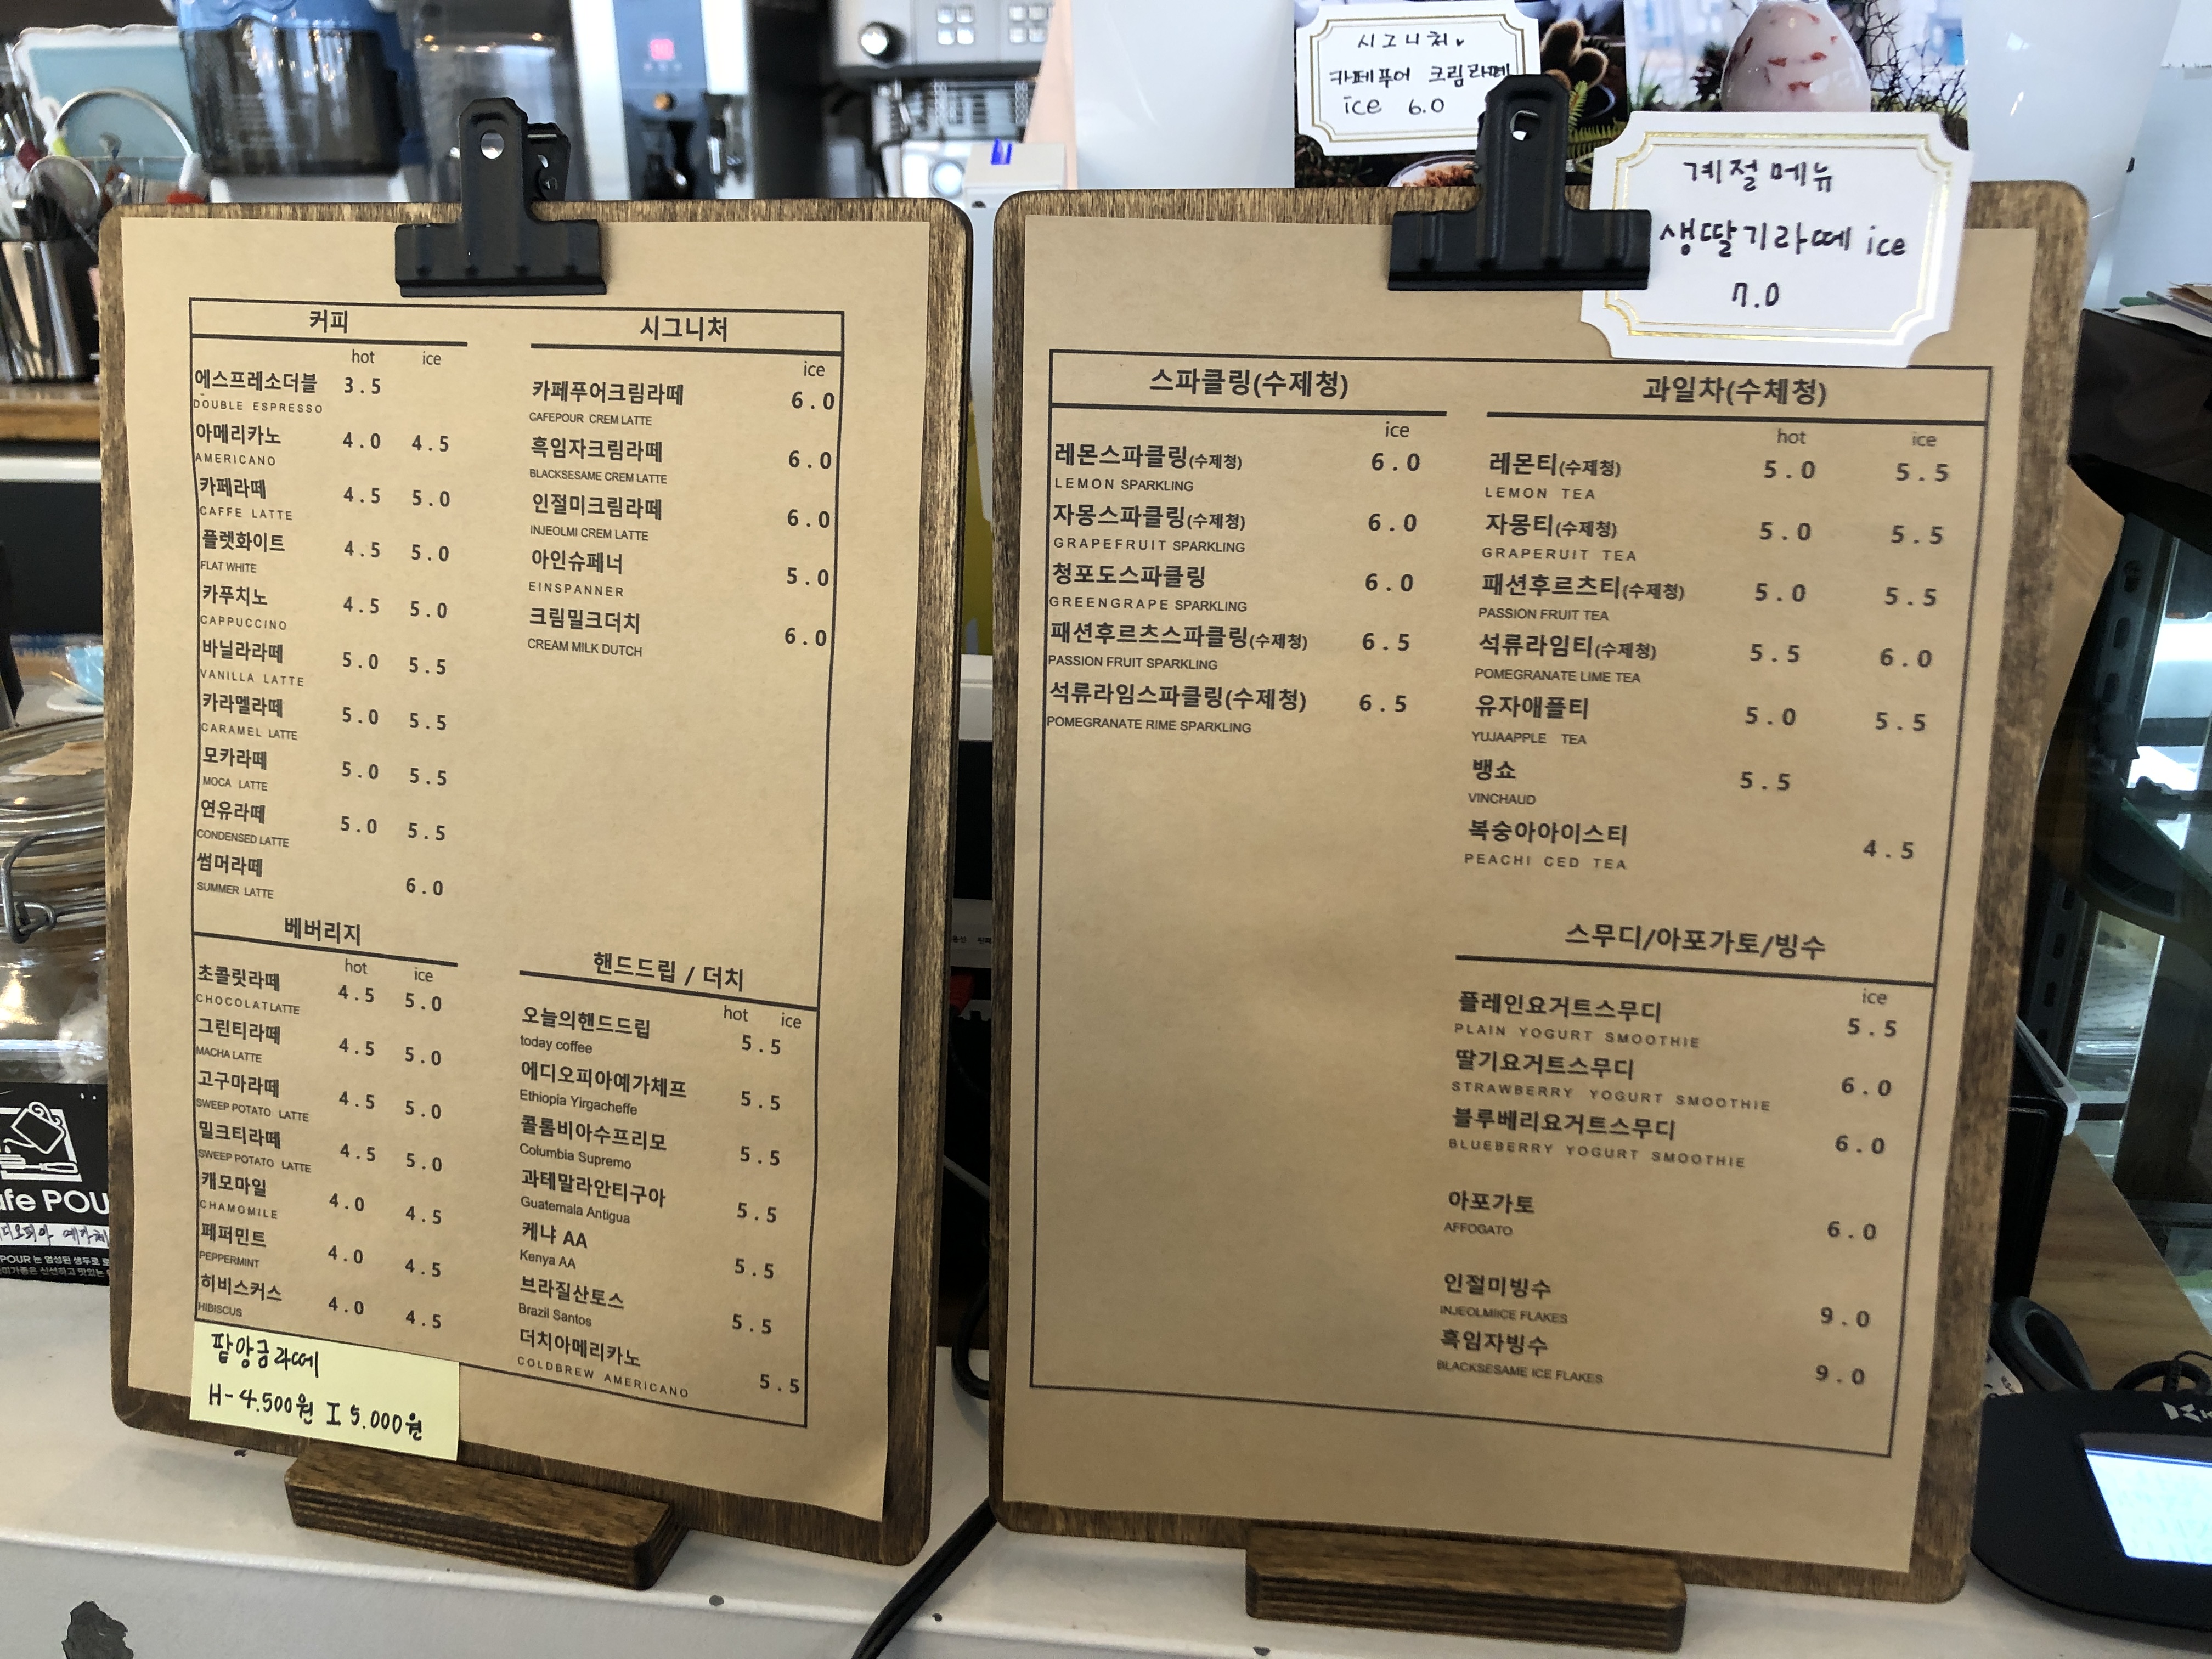 시그니처♥
카페푸어 크림라떼
ice 6.0
계절메뉴
생딸기라떼 ice
7.0
커피
hot ice
에스프레소더블 3.5
DOUBLE ESPRESSO
아메리카노 4.0 4.5
AMERICANO
카페라떼 4.5 5.0
CAFFE LATTE
플렛화이트 4.5 5.0
FLAT WHITE
카푸치노 4.5 5.0
CAPPUCCINO
바닐라라떼 5.0 5.5
VANILLA LATTE
카라멜라떼 5.0 5.5
CARAMEL LATTE
모카라떼 5.0 5.5
MOCA LATTE
연유라떼 5.0 5.5
CONDENSED LATTE
썸머라떼 6.0
SUMMER LATTE
시그니처
ice
카페푸어크림라떼 6.0
CAFEPOUR CREM LATTE
흑임자크림라떼 6.0
BLACKSESAME CREM LATTE
인절미크림라떼 6.0
INJEOLMI CREM LATTE
아인슈페너 5.0
EINSPANNER
크림밀크더치 6.0
CREAM MILK DUTCH
베버리지
hot ice
초콜릿라떼 4.5 5.0
CHOCOLAT LATTE
그린티라떼 4.5 5.0
MACHA LATTE
고구마라떼 4.5 5.0
SWEEP POTATO LATTE
밀크티라떼 4.5 5.0
SWEEP POTATO LATTE
캐모마일 4.0 4.5
CHAMOMILE
페퍼민트 4.0 4.5
PEPPERMINT
히비스커스 4.0 4.5
HIBISCUS
팥앙금라떼
H-4.500원 I 5.000원
핸드드립 / 더치
hot ice
오늘의핸드드립 5.5
today coffee
에디오피아예가체프 5.5
Ethiopia Yirgacheffe
콜롬비아수프리모 5.5
Columbia Supremo
과테말라안티구아 5.5
Guatemala Antigua
케냐 AA 5.5
Kenya AA
브라질산토스 5.5
Brazil Santos
더치아메리카노 5.5
COLDBREW AMERICANO
스파클링(수제청)
ice
레몬스파클링(수제청) 6.0
LEMON SPARKLING
자몽스파클링(수제청) 6.0
GRAPEFRUIT SPARKLING
청포도스파클링 6.0
GREENGRAPE SPARKLING
패션후르츠스파클링(수제청) 6.5
PASSION FRUIT SPARKLING
석류라임스파클링(수제청) 6.5
POMEGRANATE RIME SPARKLING
과일차(수체청)
hot ice
레몬티(수제청) 5.0 5.5
LEMON TEA
자몽티(수제청) 5.0 5.5
GRAPERUIT TEA
패션후르츠티(수제청) 5.0 5.5
PASSION FRUIT TEA
석류라임티(수제청) 5.5 6.0
POMEGRANATE LIME TEA
유자애플티 5.0 5.5
YUJAAPPLE TEA
뱅쇼 5.5
VINCHAUD
복숭아아이스티 4.5
PEACHI CED TEA
스무디/아포가토/빙수
ice
플레인요거트스무디 5.5
PLAIN YOGURT SMOOTHIE
딸기요거트스무디 6.0
STRAWBERRY YOGURT SMOOTHIE
블루베리요거트스무디 6.0
BLUEBERRY YOGURT SMOOTHIE
아포가토 6.0
AFFOGATO
인절미빙수 9.0
INJEOLMIICE FLAKES
흑임자빙수 9.0
BLACKSESAME ICE FLAKES
afe POU